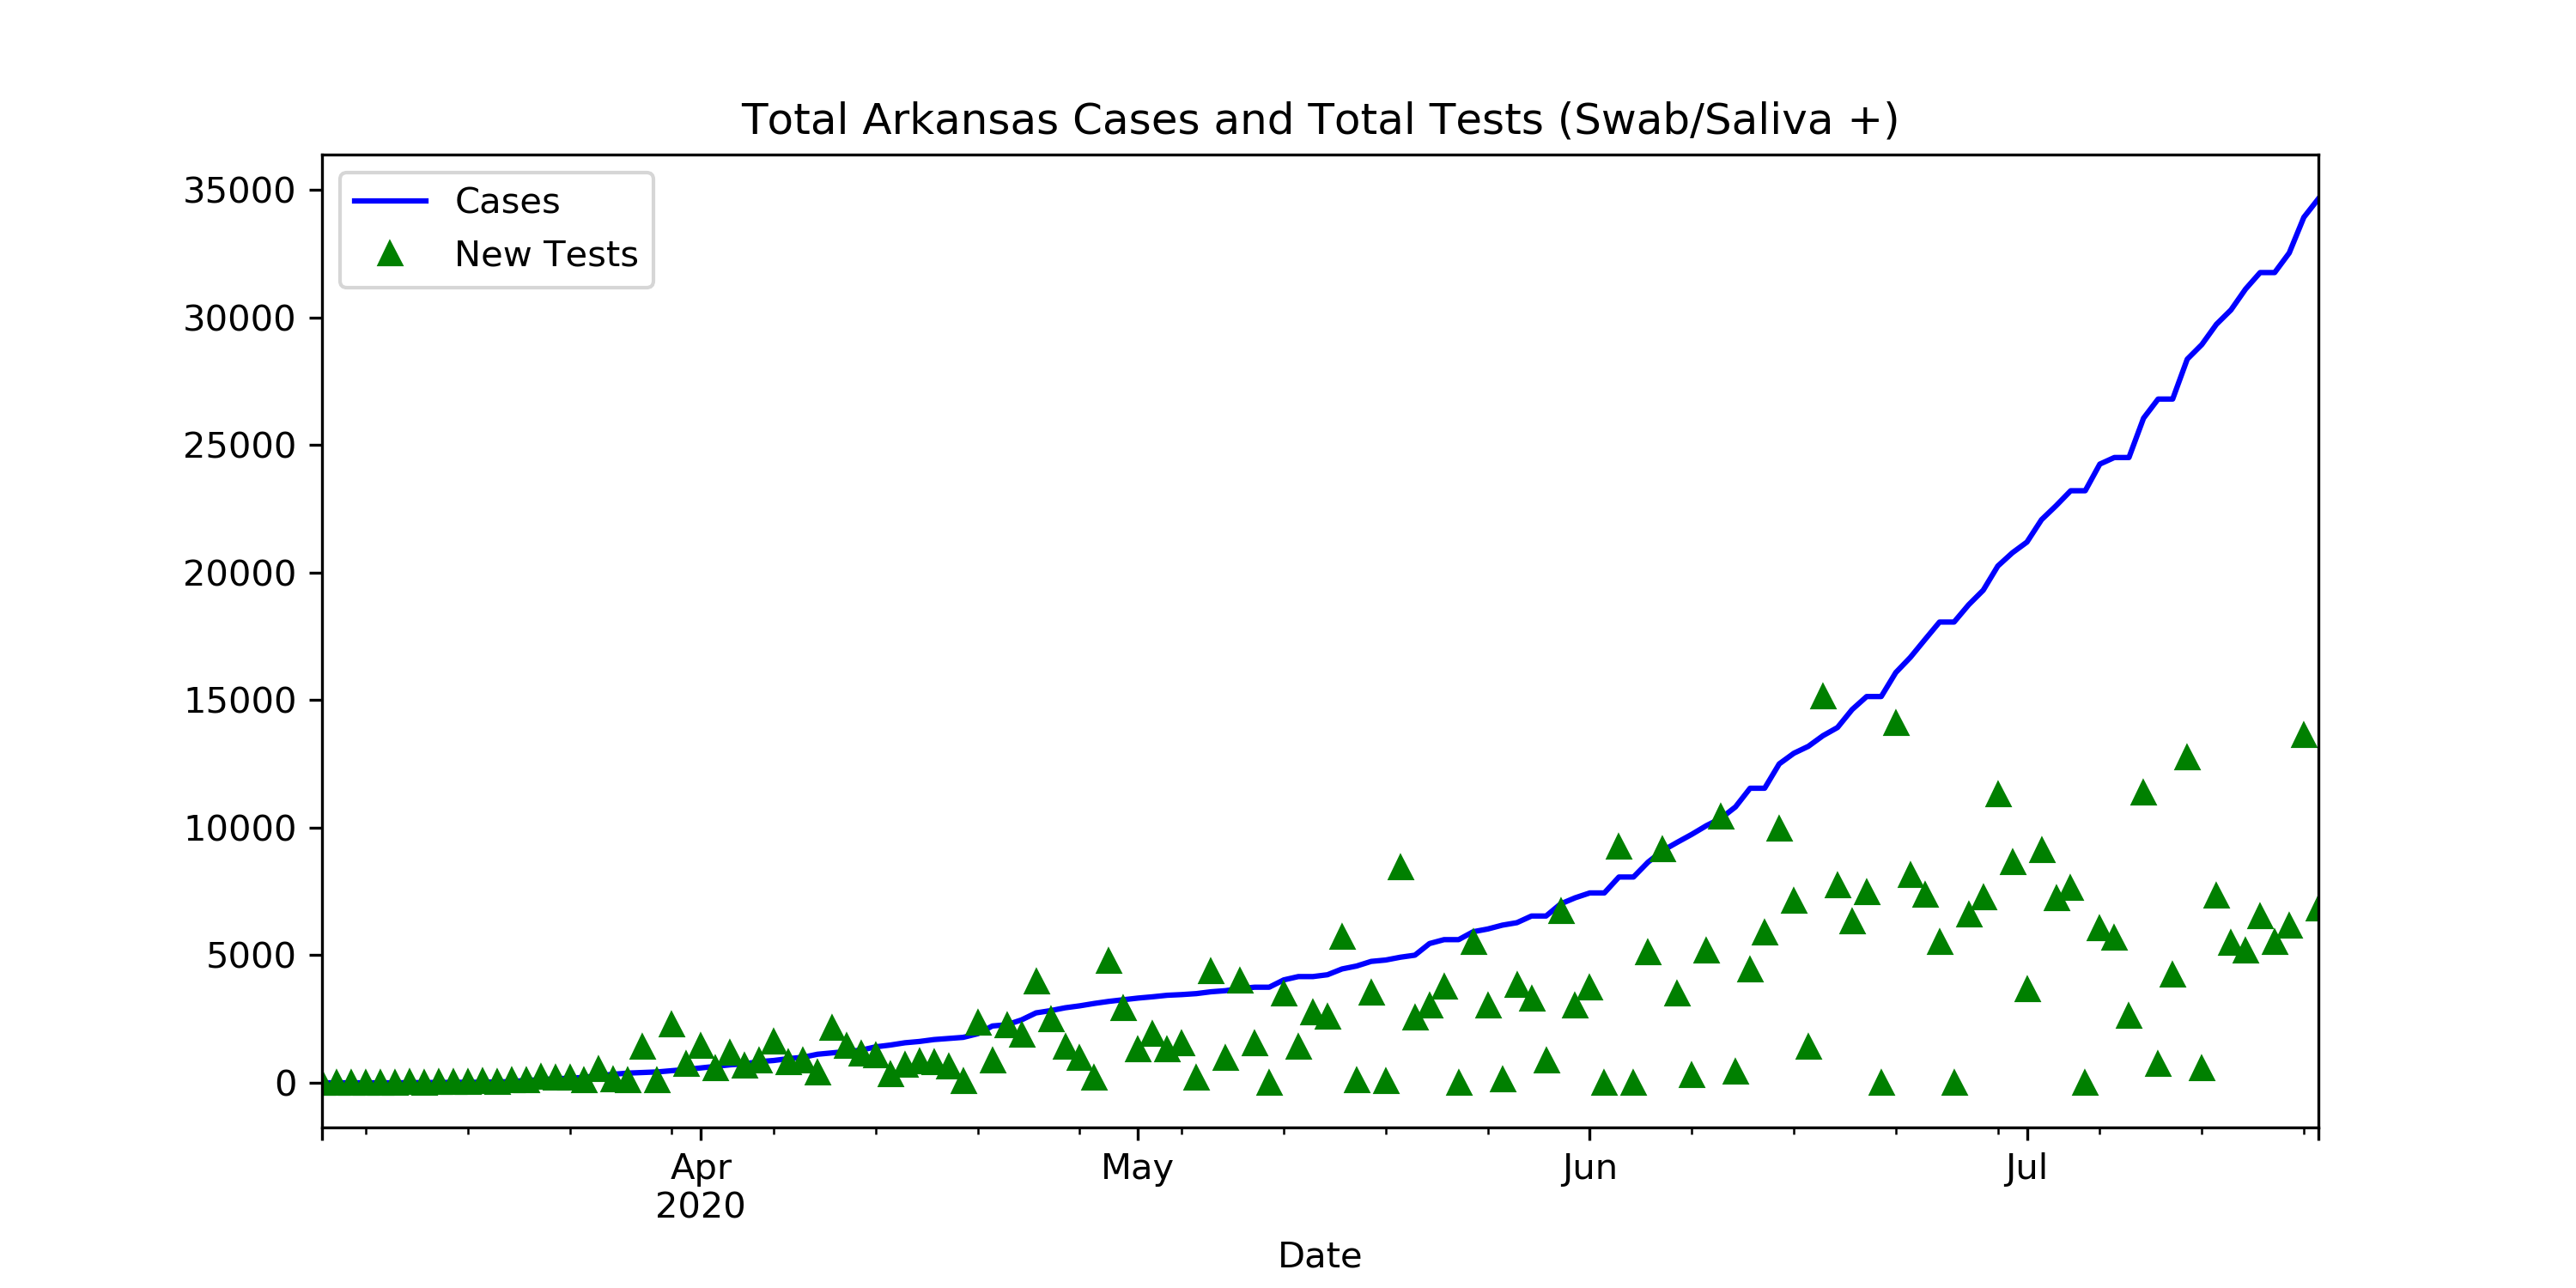 Total Arkansas Cases and Total Tests (Swab/Saliva +)
Cases
New Tests
35000
30000
25000
20000
15000
10000
5000
0
Apr
2020
May
Jun
Jul
Date